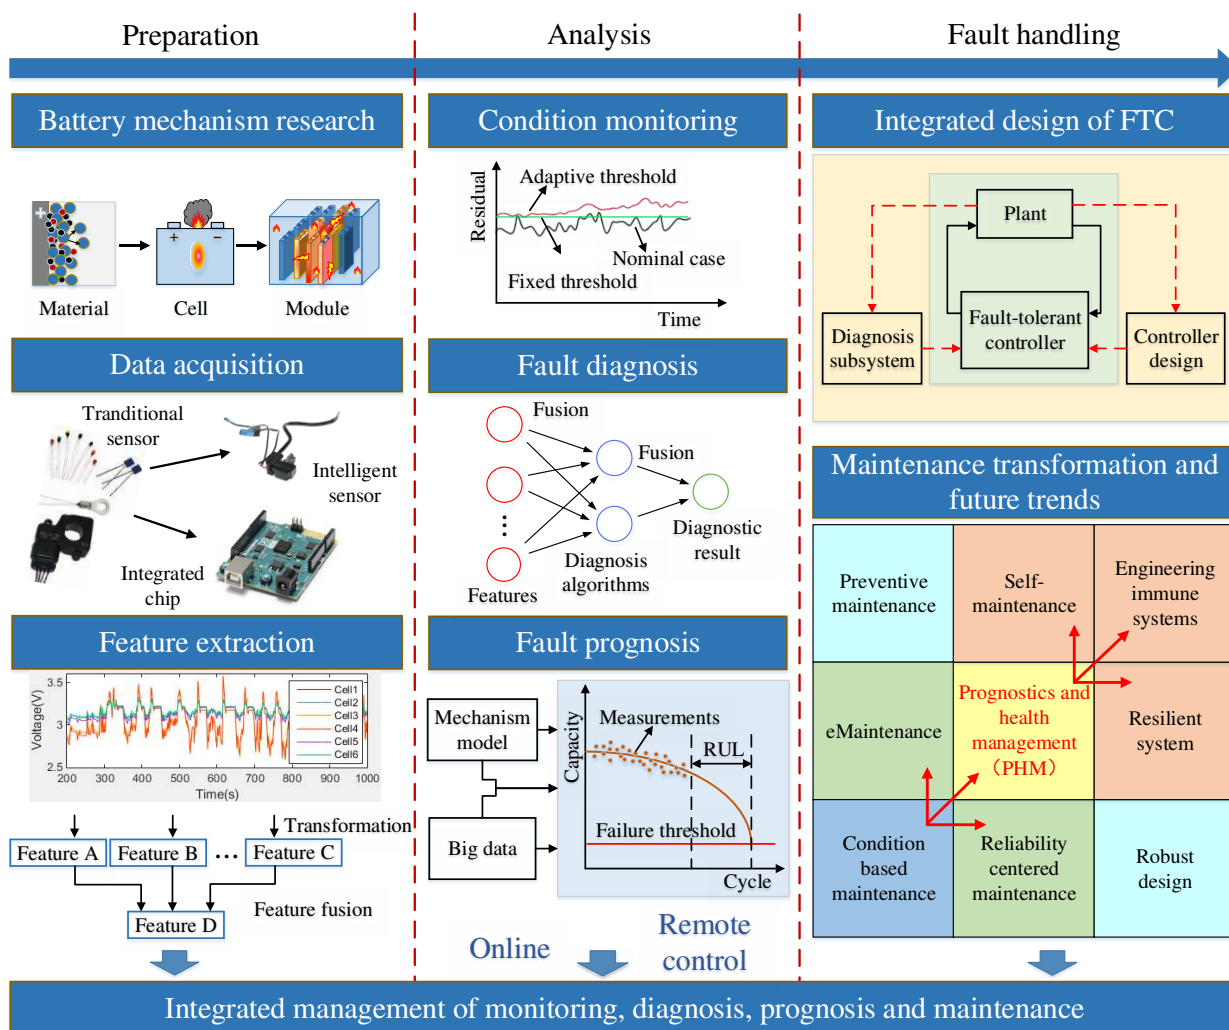 Preparation
Analysis
Fault handling
Battery mechanism research
+
+ −
Material
Cell
Module
Data acquisition
Tranditional
sensor
Intelligent
sensor
Integrated
chip
Feature extraction
Voltage(V)
3.5
3
2.5
Cell1
Cell2
Cell3
Cell4
Cell5
Cell6
200 300 400 500 600 700 800 900 1000
Time(s)
Transformation
Feature A
Feature B
...
Feature C
Feature fusion
Feature D
Condition monitoring
Residual
Adaptive threshold
Nominal case
Fixed threshold
Time
Fault diagnosis
Fusion
Fusion
Diagnostic
result
Diagnosis
algorithms
Features
Fault prognosis
Mechanism
model
Big data
Capacity
Measurements
RUL
Failure threshold
Cycle
Online
Remote
control
Integrated design of FTC
Plant
Fault-tolerant
controller
Diagnosis
subsystem
Controller
design
Maintenance transformation and
future trends
Preventive
maintenance
Self-
maintenance
Engineering
immune
systems
eMaintenance
Prognostics and
health
management
（PHM）
Resilient
system
Condition
based
maintenance
Reliability
centered
maintenance
Robust
design
Integrated management of monitoring, diagnosis, prognosis and maintenance